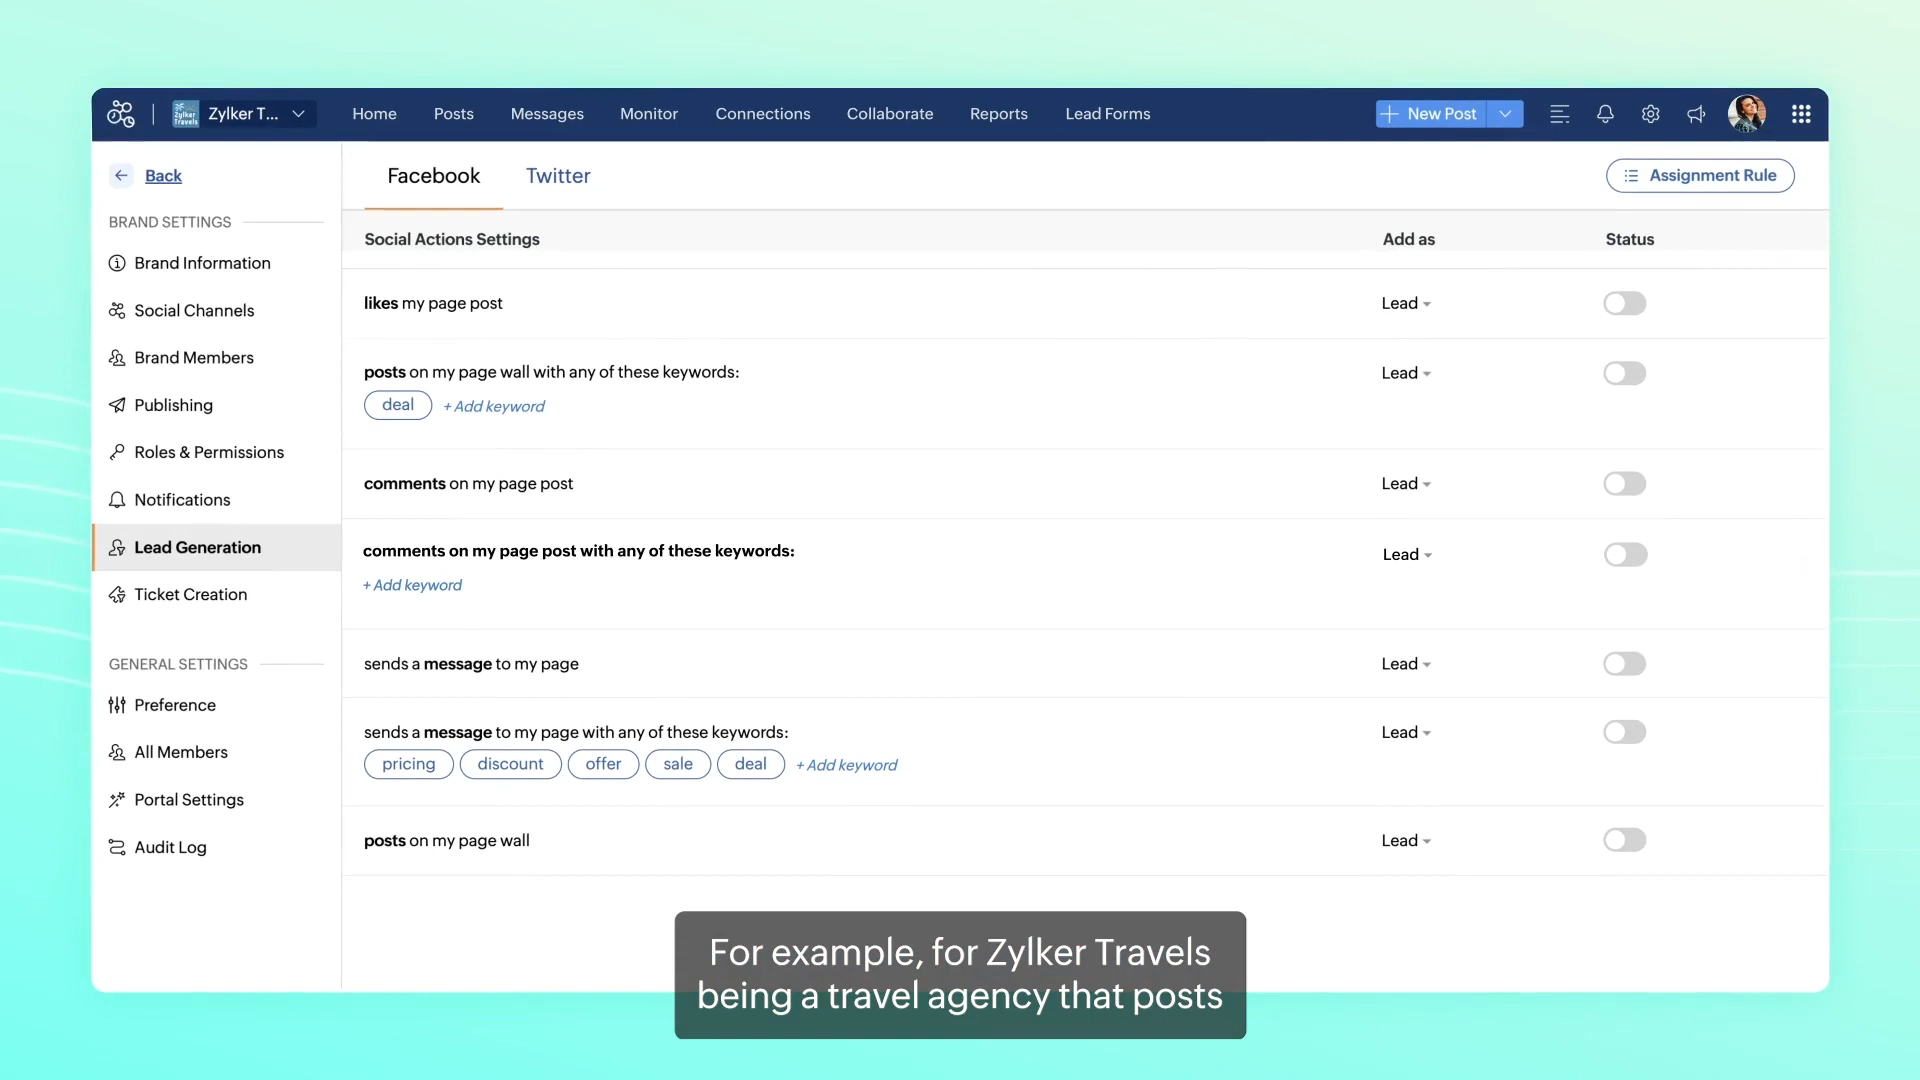 Zylker Travels
Zylker T...
Home
Posts
Messages
Monitor
Connections
Collaborate
Reports
Lead Forms
New Post
Back
BRAND SETTINGS
Brand Information
Social Channels
Brand Members
Publishing
Roles & Permissions
Notifications
Lead Generation
Ticket Creation
GENERAL SETTINGS
Preference
All Members
Portal Settings
Audit Log
Facebook
Twitter
Assignment Rule
Social Actions Settings
Add as
Status
likes my page post
Lead
posts on my page wall with any of these keywords:
Lead
deal
+ Add keyword
comments on my page post
Lead
comments on my page post with any of these keywords:
Lead
+ Add keyword
sends a message to my page
Lead
sends a message to my page with any of these keywords:
Lead
pricing
discount
offer
sale
deal
+ Add keyword
posts on my page wall
Lead
For example, for Zylker Travels
being a travel agency that posts